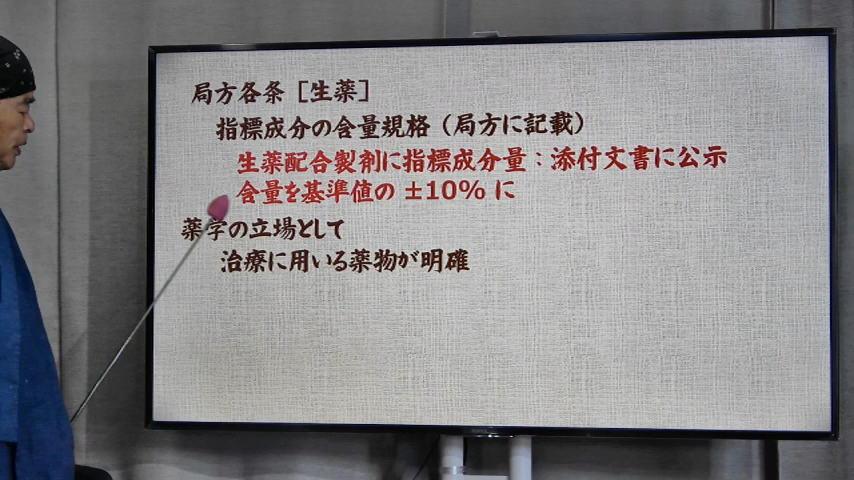 局方各条［生薬］
指標成分の含量規格（局方に記載）
生薬配合製剤に指標成分量：添付文書に公示
含量を基準値の ±10% に
薬学の立場として
治療に用いる薬物が明確